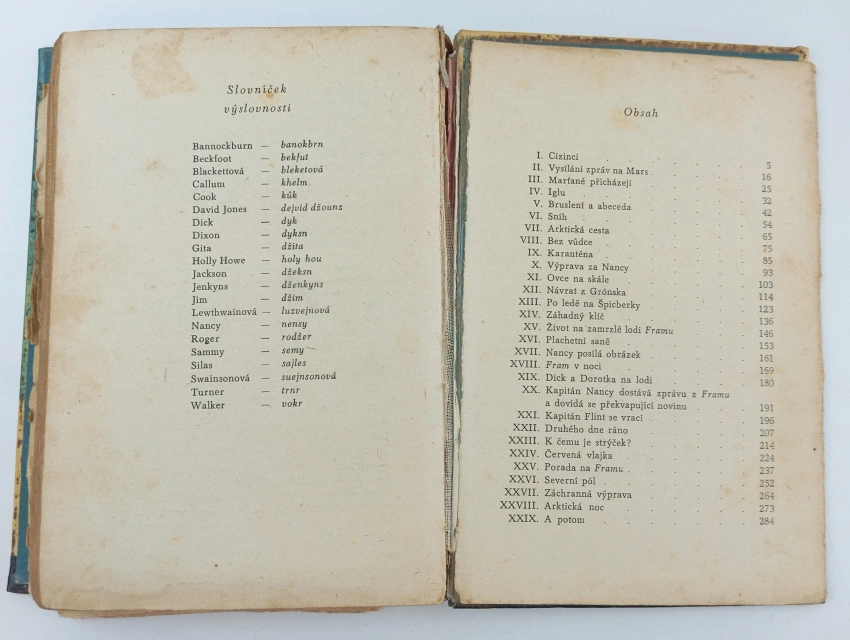 Slovníček
výslovnosti
Bannockburn — banokbrn
Beckfoot — bekfut
Blackettová — bleketová
Callum — khelm
Cook — kůk
David Jones — dejvid džounz
Dick — dyk
Dixon — dyksn
Gita — džita
Holly Howe — holy hou
Jackson — džeksn
Jenkyns — dženkyns
Jim — džim
Lewthwainová — luzvejnová
Nancy — nensy
Roger — rodžer
Sammy — semy
Silas — sajles
Swainsonová — suejnsonová
Turner — trnr
Walker — vokr
Obsah
I. Cizinci 5
II. Vysílání zpráv na Mars 16
III. Marťané přicházejí 25
IV. Iglu 32
V. Bruslení a abeceda 42
VI. Sníh 54
VII. Arktická cesta 65
VIII. Bez vůdce 75
IX. Karanténa 85
X. Výprava za Nancy 93
XI. Ovce na skále 103
XII. Návrat z Grónska 114
XIII. Po ledě na Špicberky 123
XIV. Záhadný klíč 136
XV. Život na zamrzlé lodi Framu 146
XVI. Plachetní saně 153
XVII. Nancy posílá obrázek 161
XVIII. Fram v noci 169
XIX. Dick a Dorotka na lodi 180
XX. Kapitán Nancy dostává zprávu z Framu
a dovídá se překvapující novinu 191
XXI. Kapitán Flint se vrací 196
XXII. Druhého dne ráno 207
XXIII. K čemu je strýček? 214
XXIV. Červená vlajka 224
XXV. Porada na Framu 237
XXVI. Severní pól 252
XXVII. Záchranná výprava 264
XXVIII. Arktická noc 273
XXIX. A potom 284